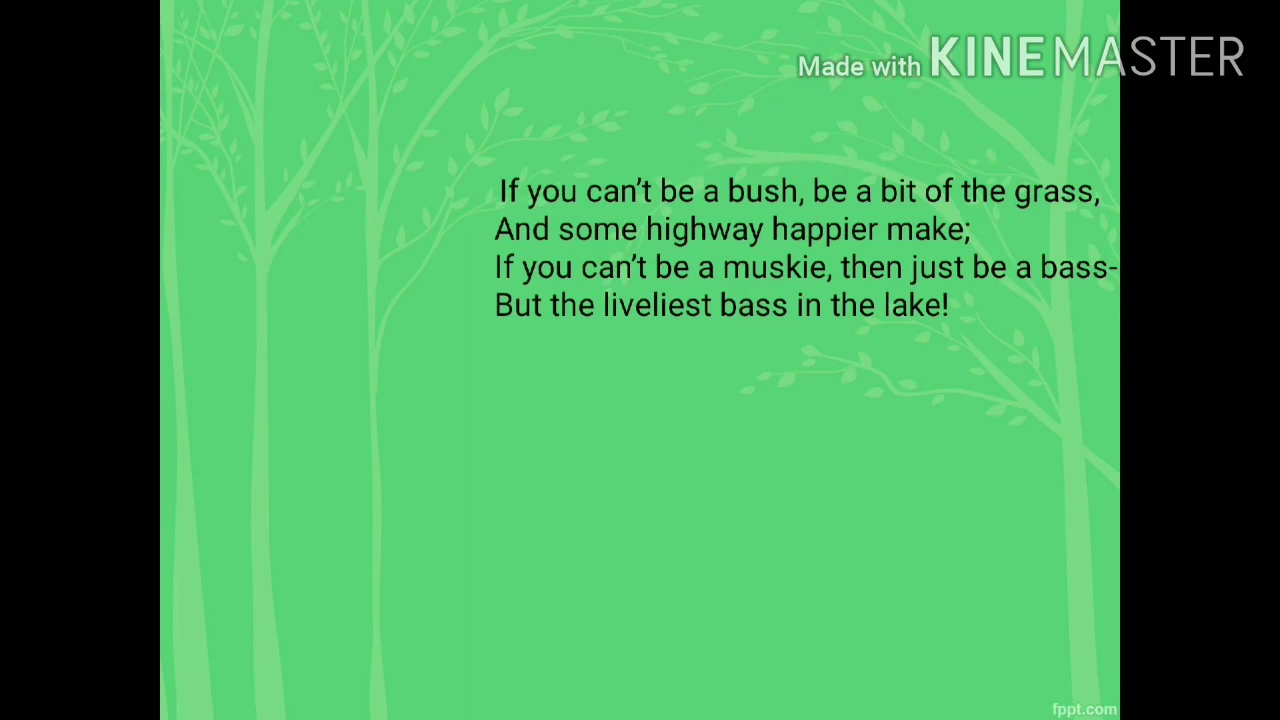 Made with KINEMASTER
If you can’t be a bush, be a bit of the grass,
And some highway happier make;
If you can’t be a muskie, then just be a bass-
But the liveliest bass in the lake!
fppt.com